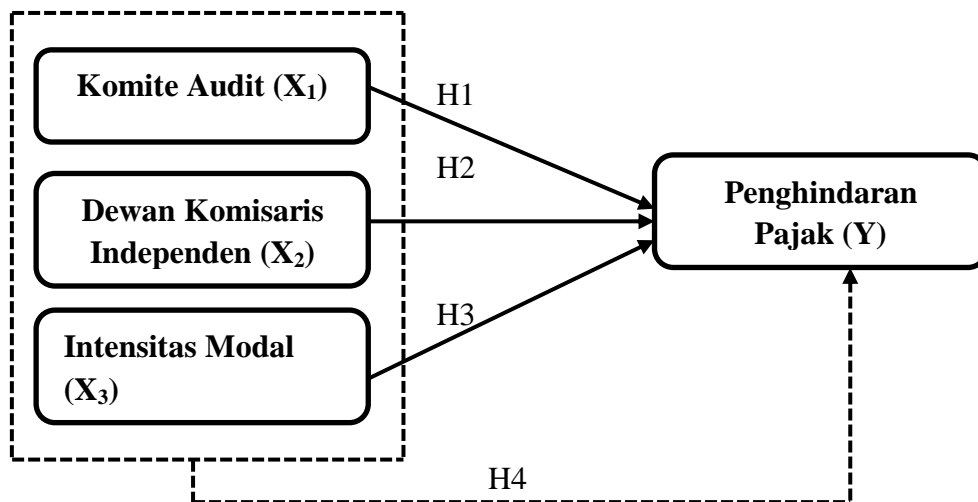 Komite Audit (X₁)
H1
H2
Dewan Komisaris
Independen (X₂)
Penghindaran
Pajak (Y)
H3
Intensitas Modal
(X₃)
H4